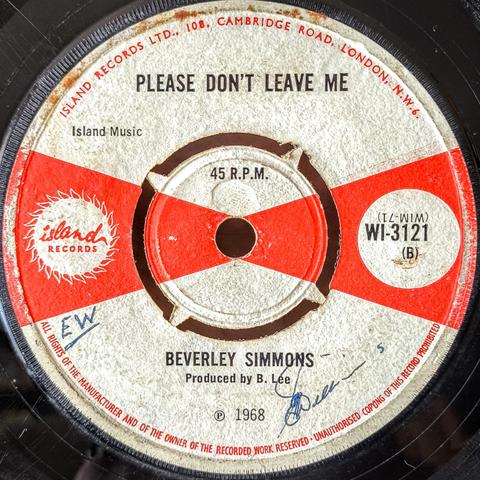 ISLAND RECORDS LTD., 108, CAMBRIDGE ROAD, LONDON, N.W.6.
PLEASE DON'T LEAVE ME
Island Music
45 R.P.M.
island
RECORDS
(WIM-71)
WI-3121
(B)
EW
BEVERLEY SIMMONS
Produced by B. Lee
℗ 1968
ALL RIGHTS OF THE MANUFACTURER AND OF THE OWNER OF THE RECORDED WORK RESERVED · UNAUTHORISED COPYING OF THIS RECORD